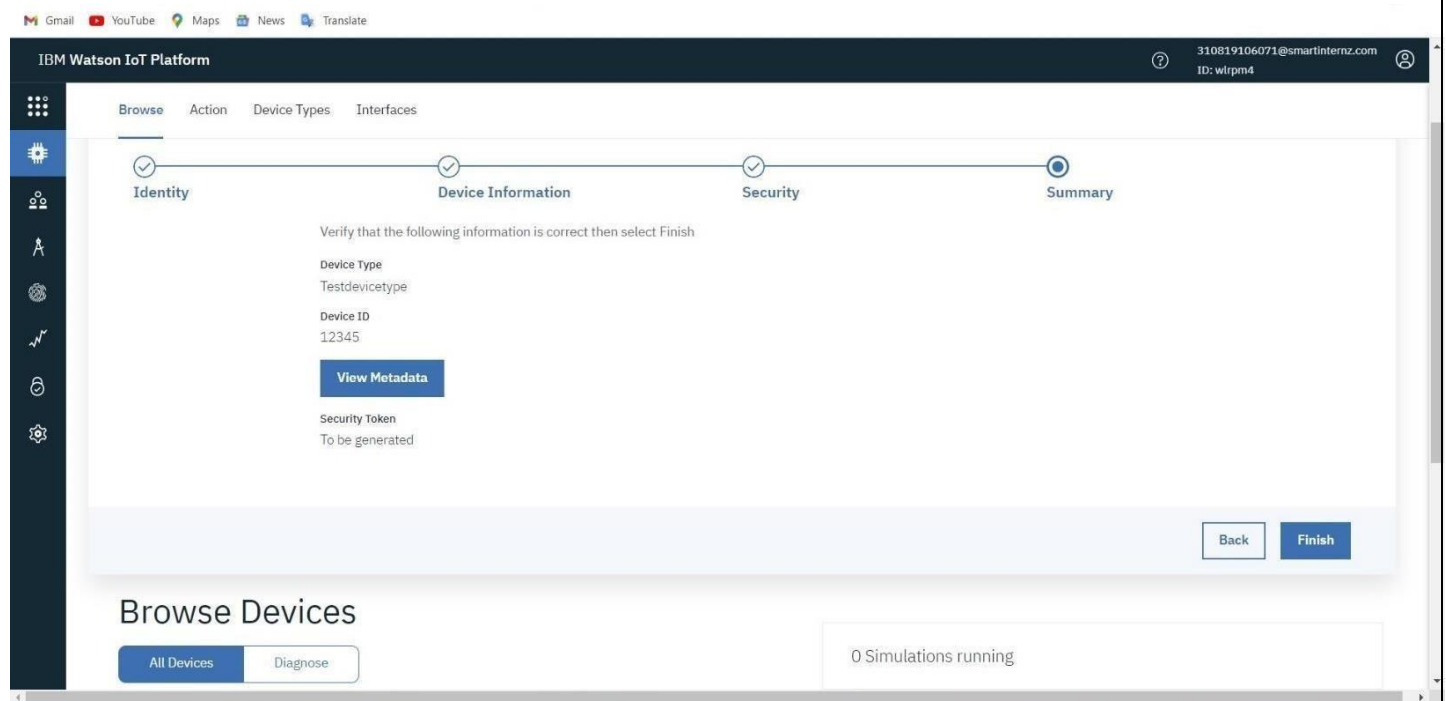 Gmail YouTube Maps News Translate
IBM Watson IoT Platform
310819106071@smartinternz.com
ID: wlrpm4
Browse Action Device Types Interfaces
Identity Device Information Security Summary
Verify that the following information is correct then select Finish
Device Type
Testdevicetype
Device ID
12345
View Metadata
Security Token
To be generated
Back Finish
Browse Devices
All Devices Diagnose
0 Simulations running